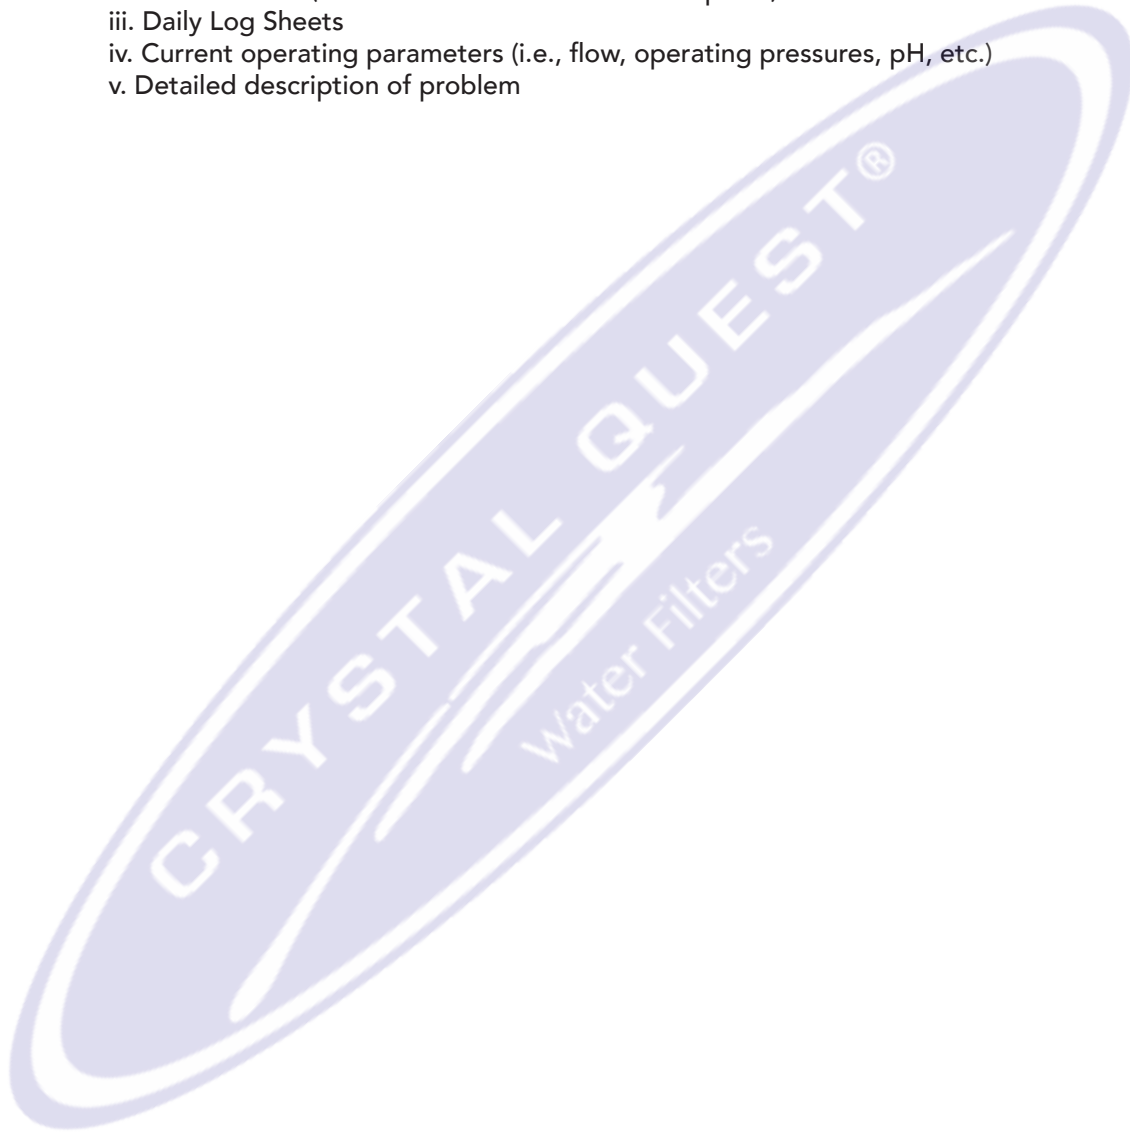 iii. Daily Log Sheets
iv. Current operating parameters (i.e., flow, operating pressures, pH, etc.)
v. Detailed description of problem
CRYSTAL QUEST®
Water Filters